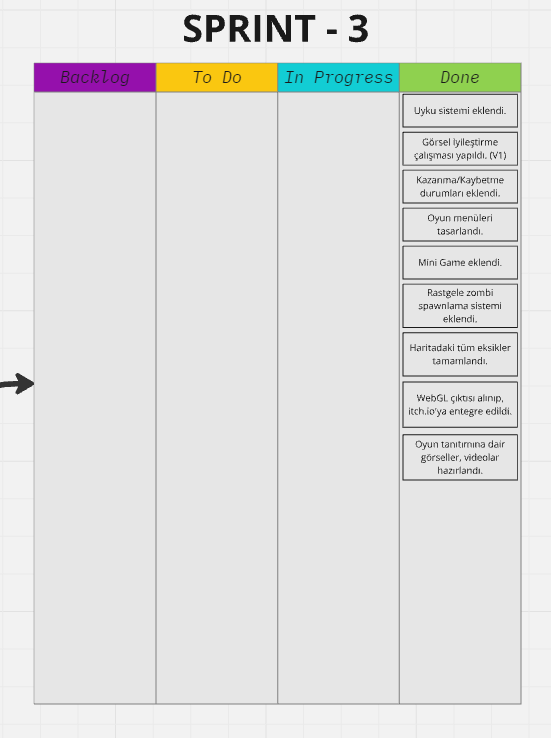 SPRINT - 3
Backlog
To Do
In Progress
Done
Uyku sistemi eklendi.
Görsel iyileştirme
çalışması yapıldı. (V1)
Kazanma/Kaybetme
durumları eklendi.
Oyun menüleri
tasarlandı.
Mini Game eklendi.
Rastgele zombi
spawnlama sistemi
eklendi.
Haritadaki tüm eksikler
tamamlandı.
WebGL çıktısı alınıp,
itch.io'ya entegre edildi.
Oyun tanıtımına dair
görseller, videolar
hazırlandı.